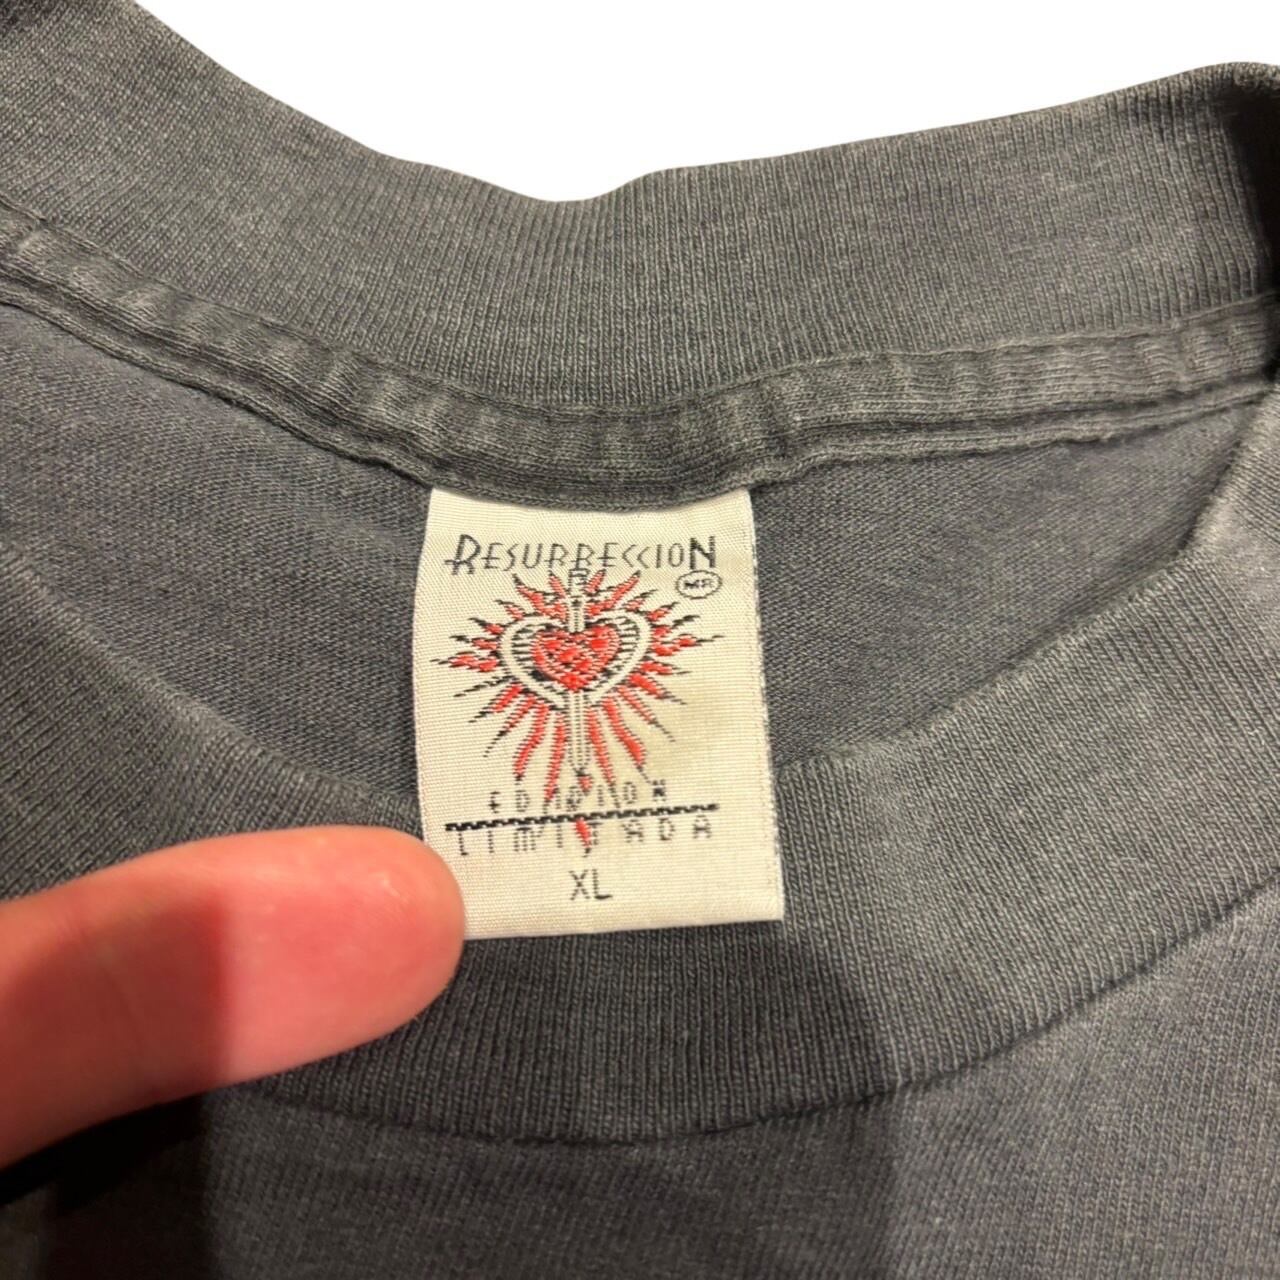 RESURRECCION
MR
EDICION
LIMITADA
XL